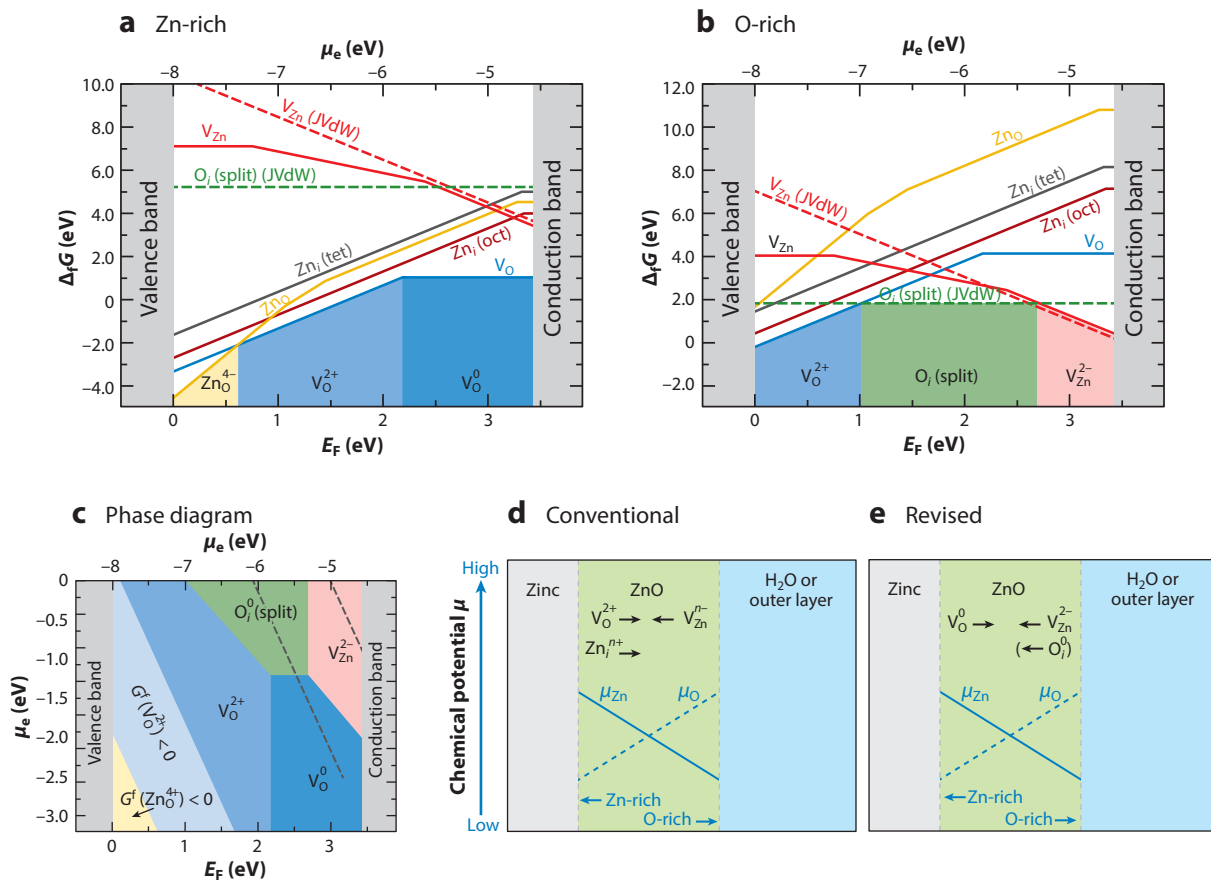 a Zn-rich
μe (eV)
−8 −7 −6 −5
10.0
8.0
6.0
4.0
2.0
0
−2.0
−4.0
ΔfG (eV)
Valence band
Conduction band
VZn (JVdW)
VZn
Oi (split) (JVdW)
Zni (tet)
ZnO
Zni (oct)
VO
ZnO4−
VO2+
VO0
0 1 2 3
EF (eV)
b O-rich
μe (eV)
−8 −7 −6 −5
12.0
10.0
8.0
6.0
4.0
2.0
0
−2.0
ΔfG (eV)
Valence band
Conduction band
ZnO
Zni (tet)
VZn (JVdW)
Zni (oct)
VZn
VO
Oi (split) (JVdW)
VO2+
Oi (split)
VZn2−
0 1 2 3
EF (eV)
c Phase diagram
μe (eV)
−8 −7 −6 −5
0
−0.5
−1.0
−1.5
−2.0
−2.5
−3.0
μe (eV)
Valence band
Conduction band
Oi0 (split)
VZn2−
Gf (VO2+) < 0
VO2+
VO0
Gf (ZnO4+) < 0
0 1 2 3 4
EF (eV)
d Conventional
High
Chemical potential μ
Low
Zinc
ZnO
H2O or
outer layer
VO2+ → ← VZnn−
Znin+ →
μZn
μO
← Zn-rich
O-rich →
e Revised
Zinc
ZnO
H2O or
outer layer
VO0 → ← VZn2−
(← Oi0)
μZn
μO
← Zn-rich
O-rich →